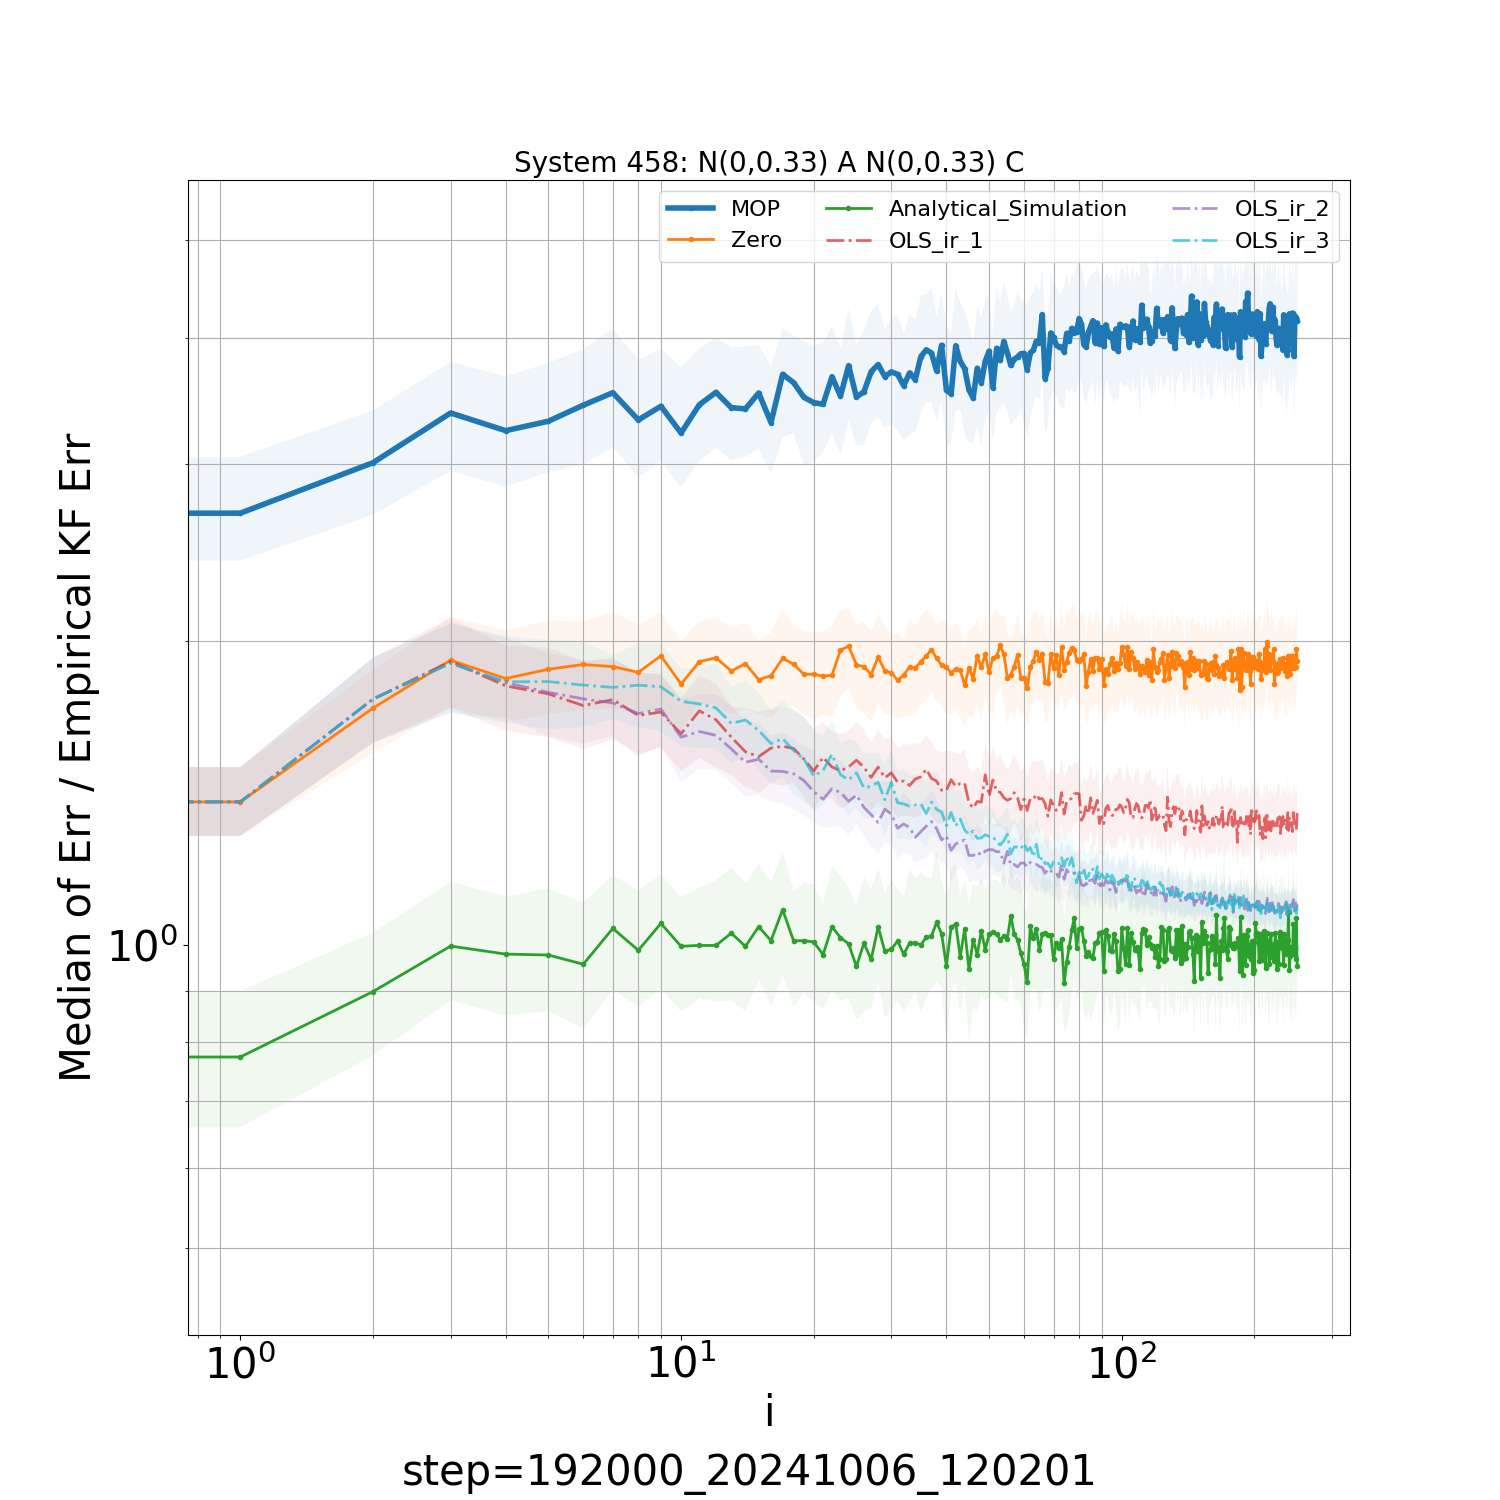 System 458: N(0,0.33) A N(0,0.33) C
MOP
Zero
Analytical_Simulation
OLS_ir_1
OLS_ir_2
OLS_ir_3
Median of Err / Empirical KF Err
10⁰
10⁰ 10¹ 10²
i
step=192000_20241006_120201